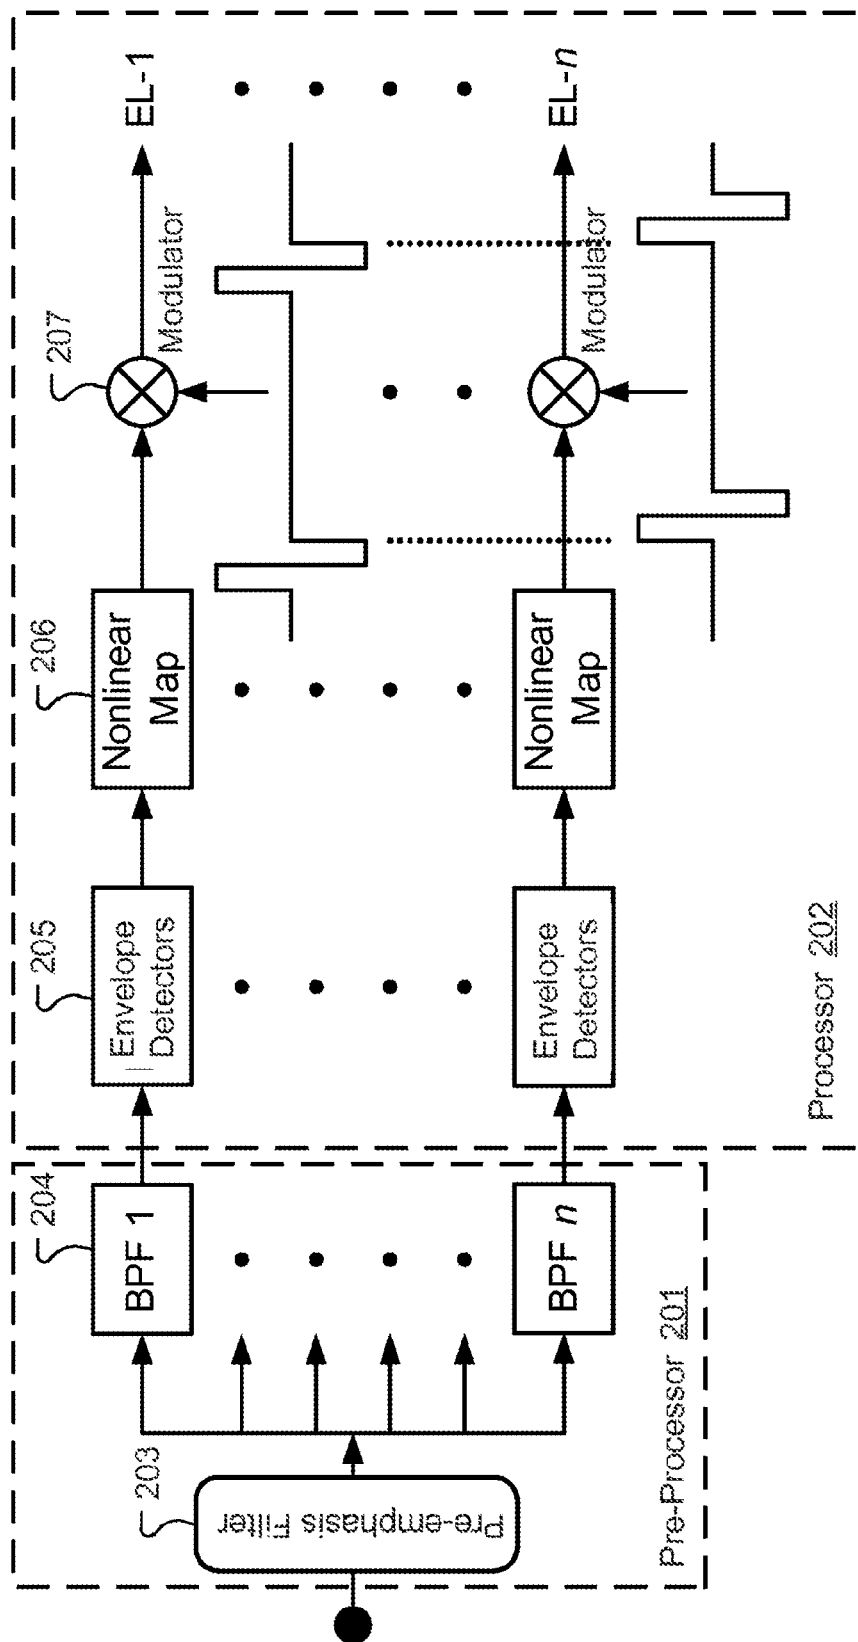 203
Pre-emphasis Filter
Pre-Processor 201
204
BPF 1
BPF n
205
Envelope
Detectors
Envelope
Detectors
206
Nonlinear
Map
Nonlinear
Map
207
Modulator
Modulator
EL-1
EL-n
Processor 202